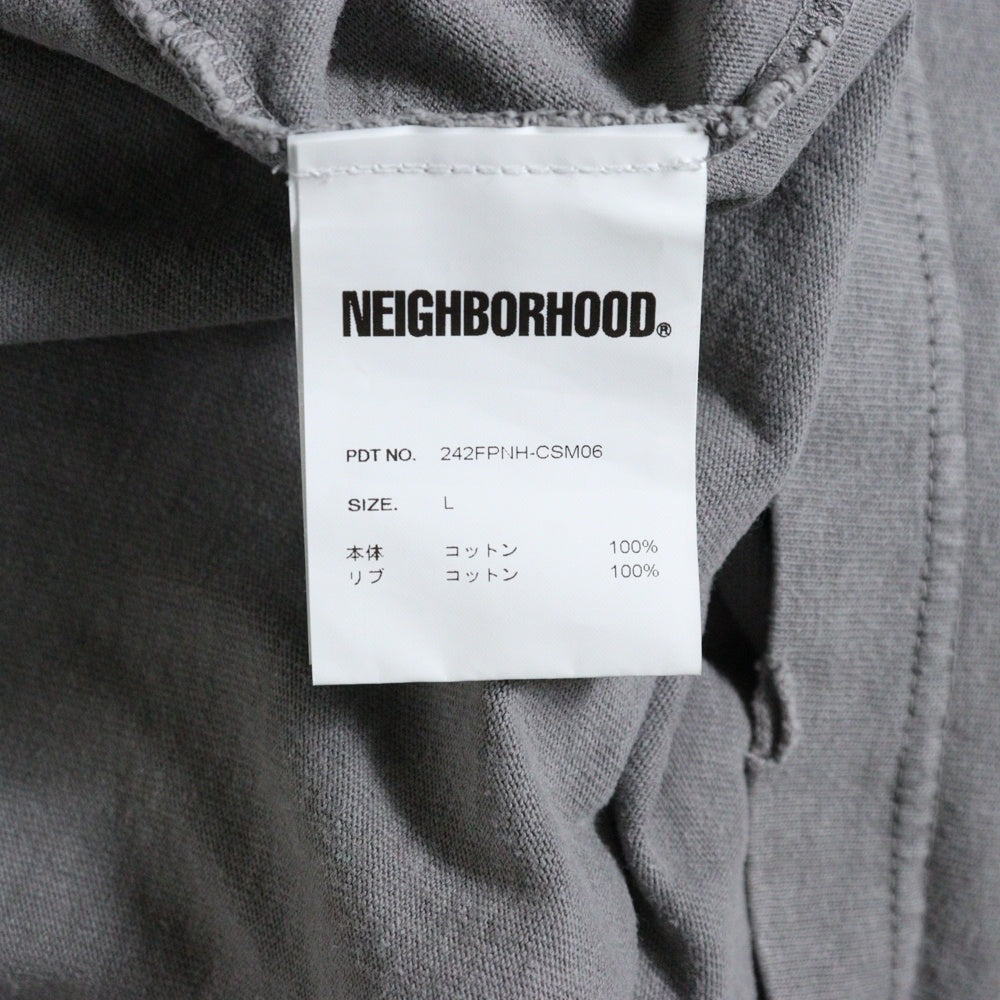 NEIGHBORHOOD®
PDT NO. 242FPNH-CSM06
SIZE. L
本体 コットン 100%
リブ コットン 100%